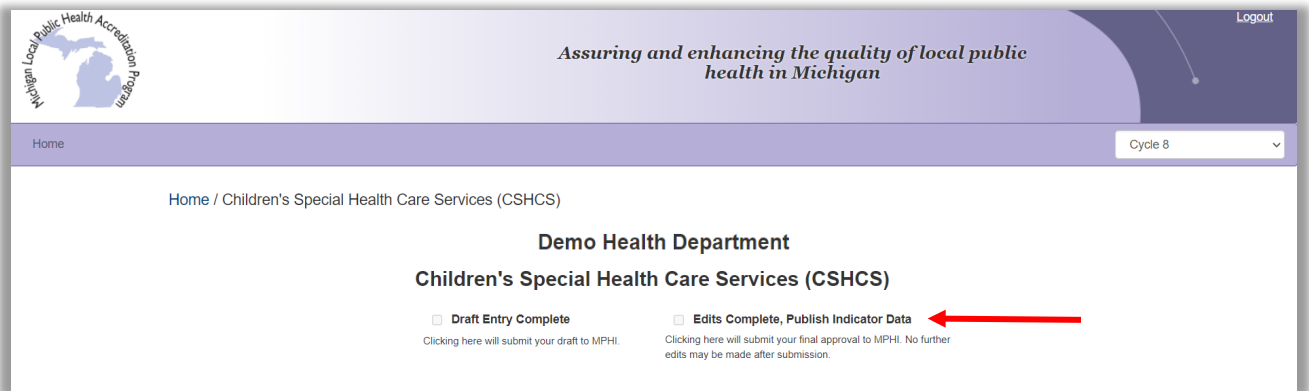 Michigan Local Public Health Accreditation Program
Logout
Assuring and enhancing the quality of local public
health in Michigan
Home
Cycle 8
Home / Children's Special Health Care Services (CSHCS)
Demo Health Department
Children's Special Health Care Services (CSHCS)
Draft Entry Complete
Clicking here will submit your draft to MPHI.
Edits Complete, Publish Indicator Data
Clicking here will submit your final approval to MPHI. No further
edits may be made after submission.